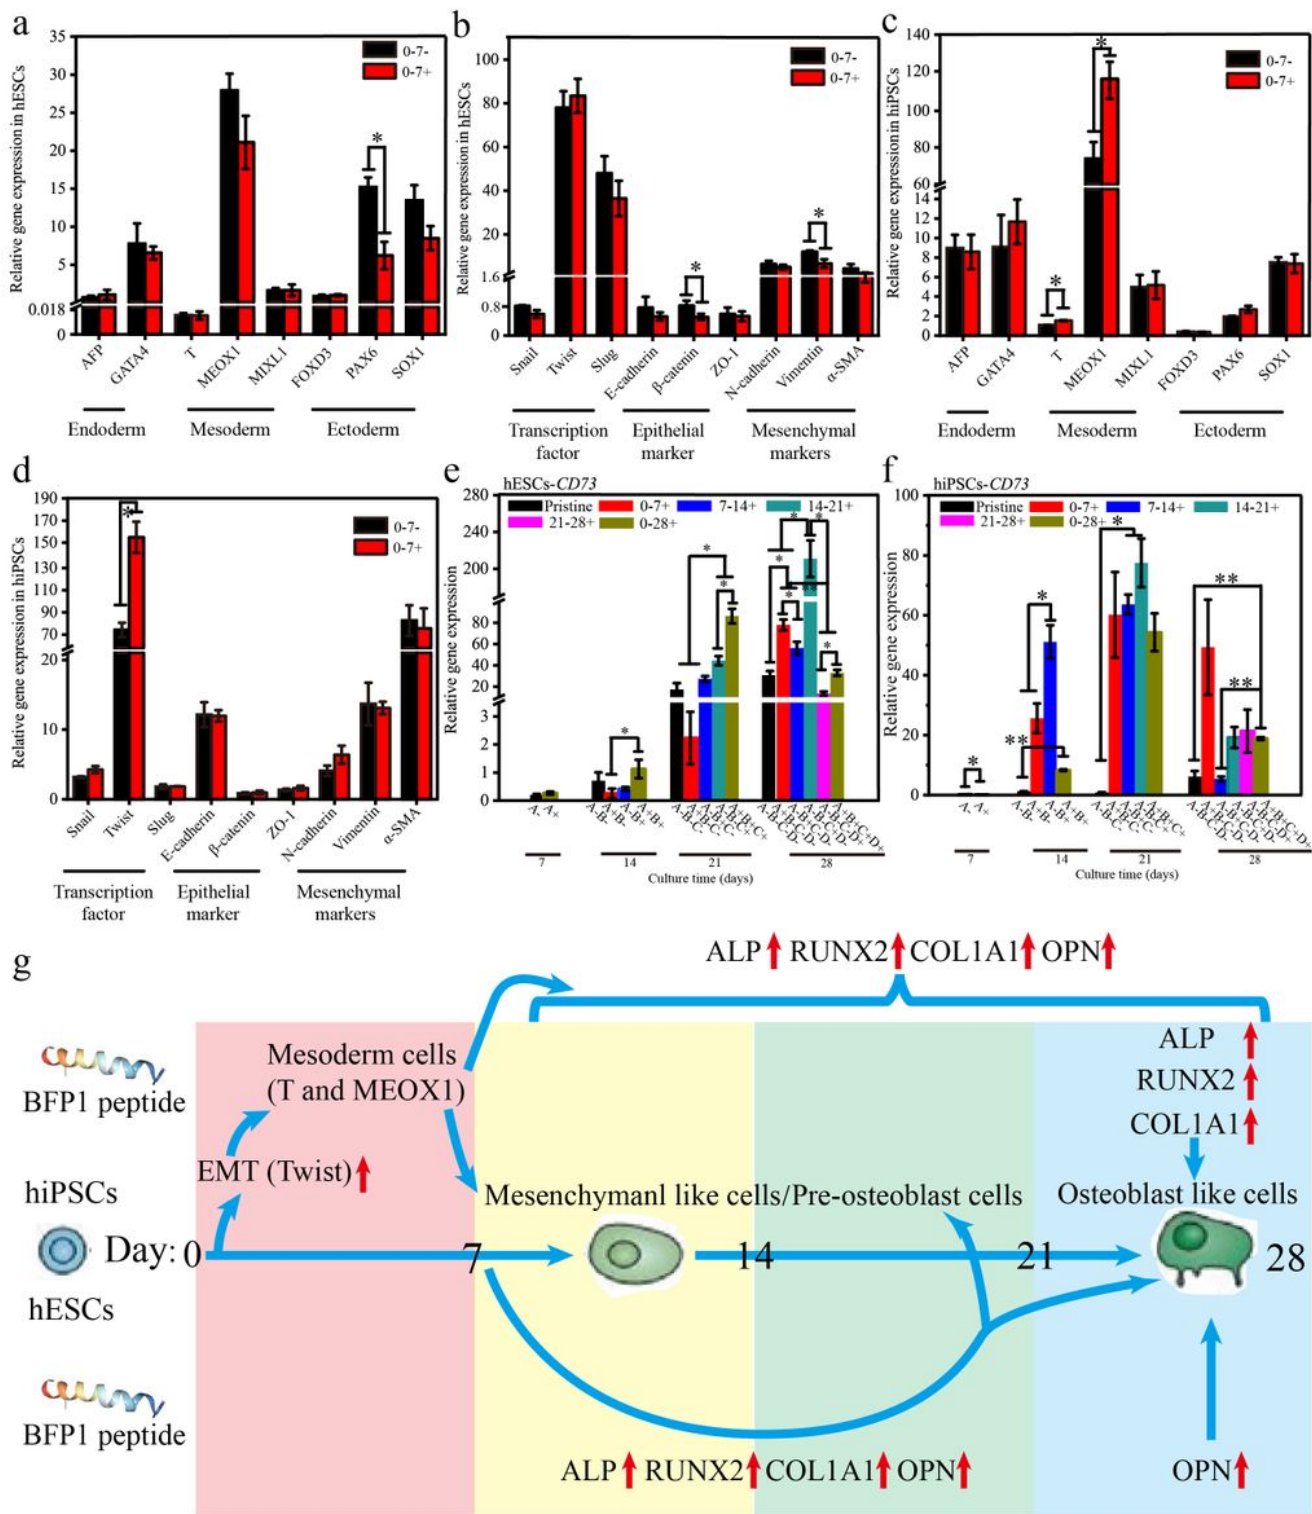 a
Relative gene expression in hESCs
35
30
25
20
15
10
5
0.018
0
0-7-
0-7+
*
AFP
GATA4
T
MEOX1
MIXL1
FOXD3
PAX6
SOX1
Endoderm
Mesoderm
Ectoderm
b
Relative gene expression in hESCs
100
80
60
40
20
1.6
0.8
0
0-7-
0-7+
*
*
Snail
Twist
Slug
E-cadherin
β-catenin
ZO-1
N-cadherin
Vimentin
α-SMA
Transcription
factor
Epithelial
marker
Mesenchymal
markers
c
Relative gene expression in hiPSCs
140
120
100
80
60
14
12
10
8
6
4
2
0
0-7-
0-7+
*
*
AFP
GATA4
T
MEOX1
MIXL1
FOXD3
PAX6
SOX1
Endoderm
Mesoderm
Ectoderm
d
Relative gene expression in hiPSCs
190
170
150
130
110
90
70
20
10
0
0-7-
0-7+
*
Snail
Twist
Slug
E-cadherin
β-catenin
ZO-1
N-cadherin
Vimentin
α-SMA
Transcription
factor
Epithelial
marker
Mesenchymal
markers
e
hESCs-CD73
Relative gene expression
280
240
200
80
60
40
20
3
2
1
0
Pristine
0-7+
7-14+
14-21+
21-28+
0-28+
A-
A+
A-B-
A+B-
A-B+
A+B+
A-B-C-
A+B-C-
A-B+C-
A-B-C+
A+B+C+
A-B-C-D-
A+B-C-D-
A-B+C-D-
A-B-C+D-
A-B-C-D+
A+B+C+D+
7
14
21
28
Culture time (days)
f
hiPSCs-CD73
Relative gene expression
100
80
60
40
20
0
Pristine
0-7+
7-14+
14-21+
21-28+
0-28+
*
*
**
*
**
**
A-
A+
A-B-
A+B-
A-B+
A+B+
A-B-C-
A+B-C-
A-B+C-
A-B-C+
A+B+C+
A-B-C-D-
A+B-C-D-
A-B+C-D-
A-B-C+D-
A-B-C-D+
A+B+C+D+
7
14
21
28
Culture time (days)
g
ALP RUNX2 COL1A1 OPN
BFP1 peptide
Mesoderm cells
(T and MEOX1)
ALP
RUNX2
COL1A1
EMT (Twist)
hiPSCs
Mesenchymanl like cells/Pre-osteoblast cells
Osteoblast like cells
Day: 0 7 14 21 28
hESCs
BFP1 peptide
ALP RUNX2 COL1A1 OPN
OPN